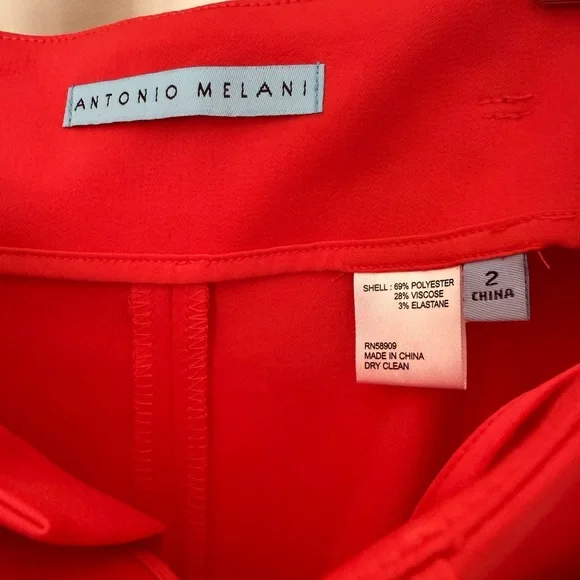 ANTONIO MELANI
SHELL : 69% POLYESTER
28% VISCOSE
3% ELASTANE
RN58909
MADE IN CHINA
DRY CLEAN
2
CHINA